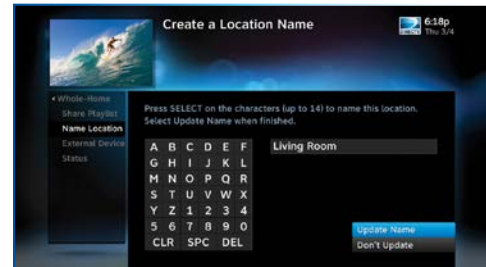 Create a Location Name
DIRECTV
6:18p
Thu 3/4
Whole-Home
Share Playlist
Name Location
External Device
Status
Press SELECT on the characters (up to 14) to name this location.
Select Update Name when finished.
A B C D E F
G H I J K L
M N O P Q R
S T U V W X
Y Z 1 2 3 4
5 6 7 8 9 0
CLR SPC DEL
Living Room
Update Name
Don't Update